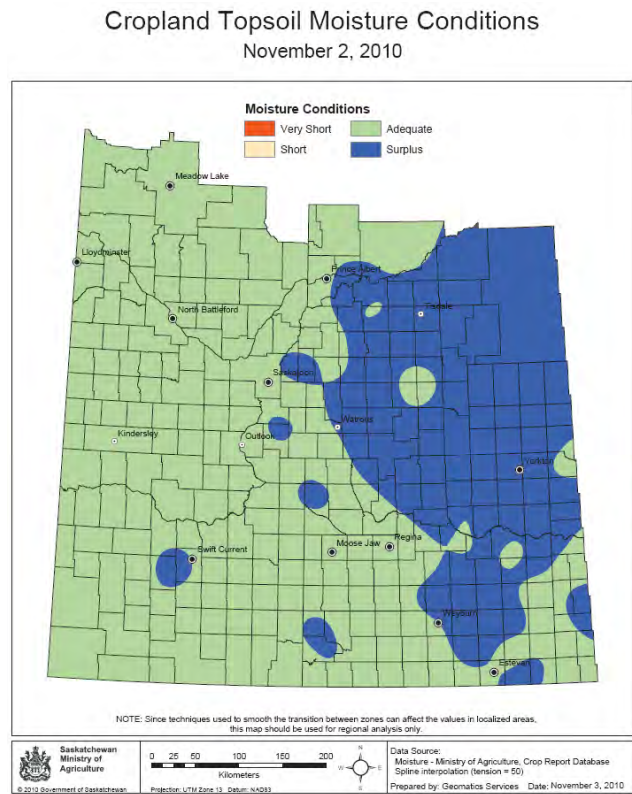 Cropland Topsoil Moisture Conditions
November 2, 2010
Moisture Conditions
Very Short
Adequate
Short
Surplus
Meadow Lake
Lloydminster
Prince Albert
North Battleford
Tisdale
Saskatoon
Watrous
Kindersley
Outlook
Yorkton
Swift Current
Moose Jaw
Regina
Weyburn
Estevan
NOTE: Since techniques used to smooth the transition between zones can affect the values in localized areas,
this map should be used for regional analysis only.
Saskatchewan
Ministry of
Agriculture
© 2010 Government of Saskatchewan
0 25 50 100 150 200
Kilometers
Projection: UTM Zone 13 Datum: NAD83
N
W E
S
Data Source:
Moisture - Ministry of Agriculture, Crop Report Database
Spline interpolation (tension = 50)
Prepared by: Geomatics Services Date: November 3, 2010